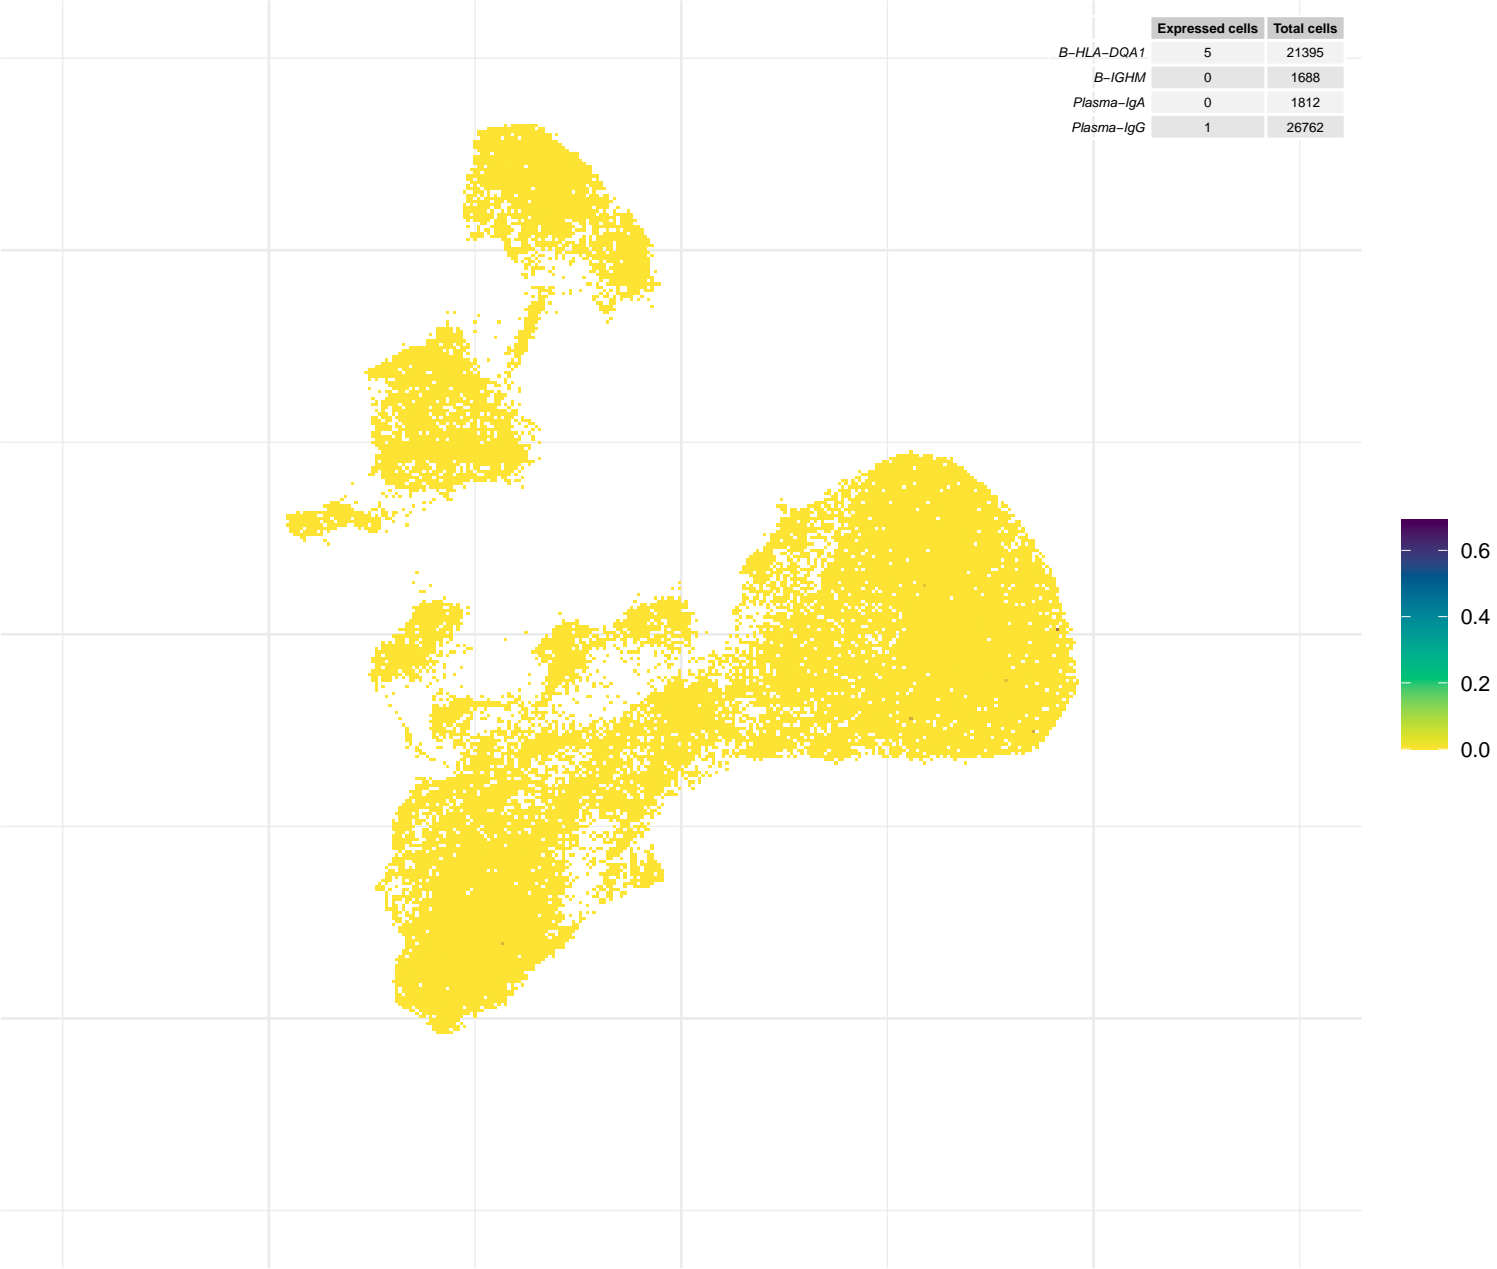 Expressed cells Total cells
B−HLA−DQA1 5 21395
B−IGHM 0 1688
Plasma−IgA 0 1812
Plasma−IgG 1 26762
0.6
0.4
0.2
0.0